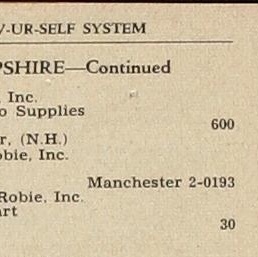 V-UR-SELF SYSTEM
PSHIRE—Continued
, Inc.
o Supplies
600
r, (N.H.)
obie, Inc.
Manchester 2-0193
Robie, Inc.
art
30